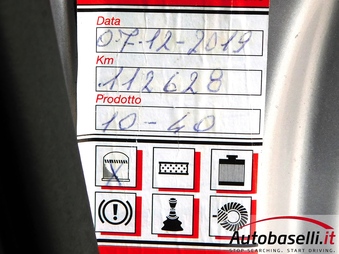 Data
07-12-2019
Km
112628
Prodotto
10-40
Autobaselli.it
STOP SEARCHING. START DRIVING.